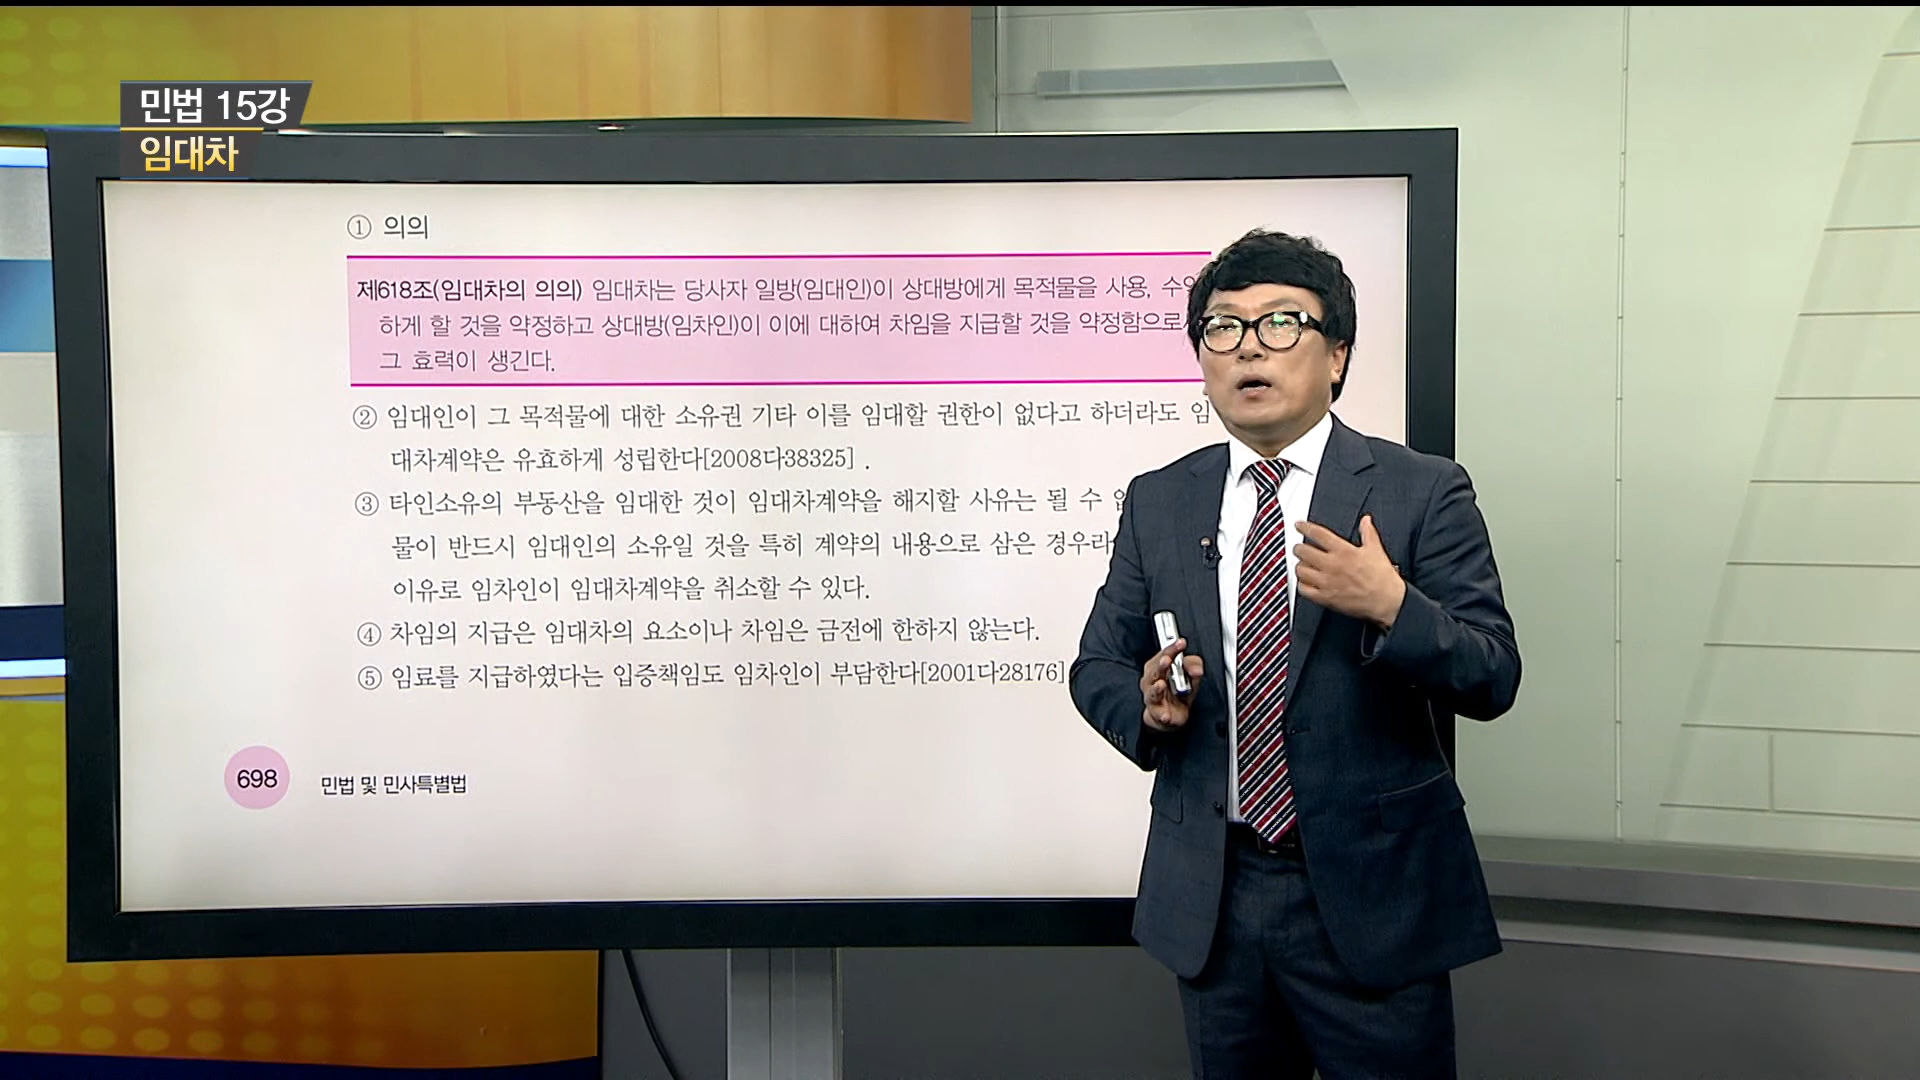 민법 15강
임대차
① 의의
제618조(임대차의 의의) 임대차는 당사자 일방(임대인)이 상대방에게 목적물을 사용, 수
하게 할 것을 약정하고 상대방(임차인)이 이에 대하여 차임을 지급할 것을 약정함으로
그 효력이 생긴다.
② 임대인이 그 목적물에 대한 소유권 기타 이를 임대할 권한이 없다고 하더라도 임
대차계약은 유효하게 성립한다[2008다38325] .
③ 타인소유의 부동산을 임대한 것이 임대차계약을 해지할 사유는 될 수
물이 반드시 임대인의 소유일 것을 특히 계약의 내용으로 삼은 경우라
이유로 임차인이 임대차계약을 취소할 수 있다.
④ 차임의 지급은 임대차의 요소이나 차임은 금전에 한하지 않는다.
⑤ 임료를 지급하였다는 입증책임도 임차인이 부담한다[2001다28176]
698 민법 및 민사특별법